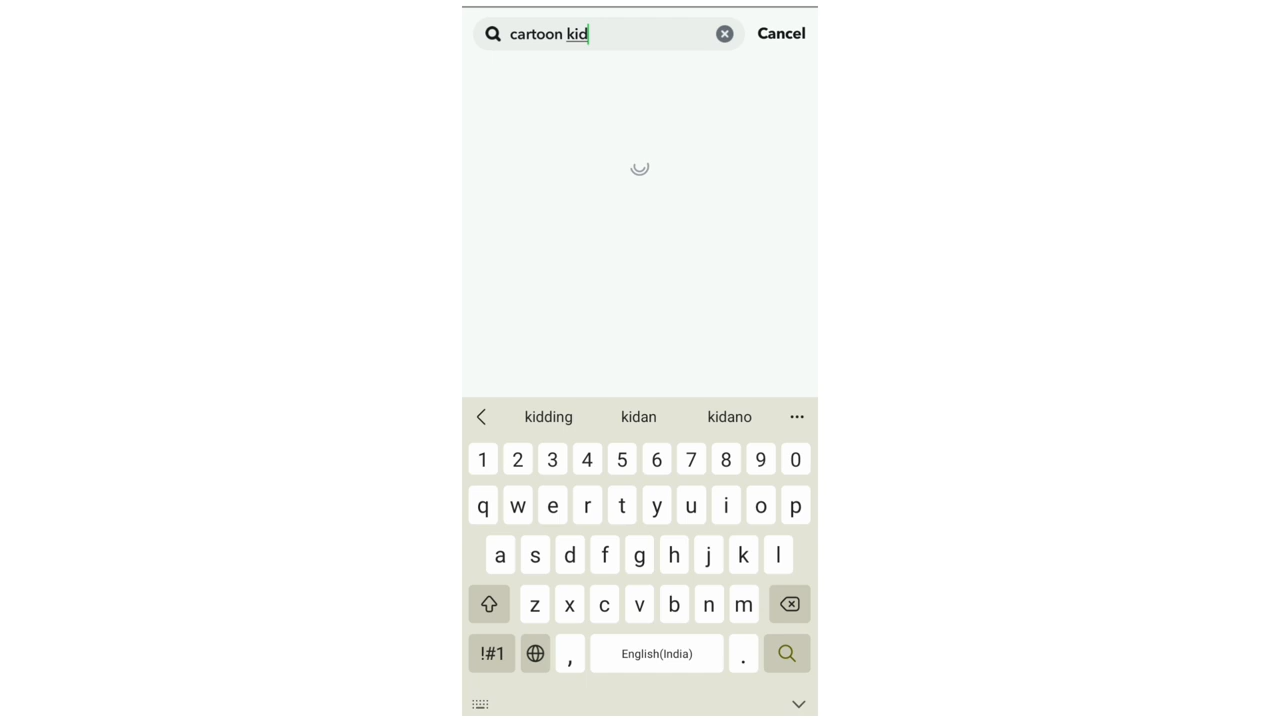 cartoon kid Cancel
kidding kidan kidano ...
1 2 3 4 5 6 7 8 9 0
q w e r t y u i o p
a s d f g h j k l
z x c v b n m
!#1 , English(India) .